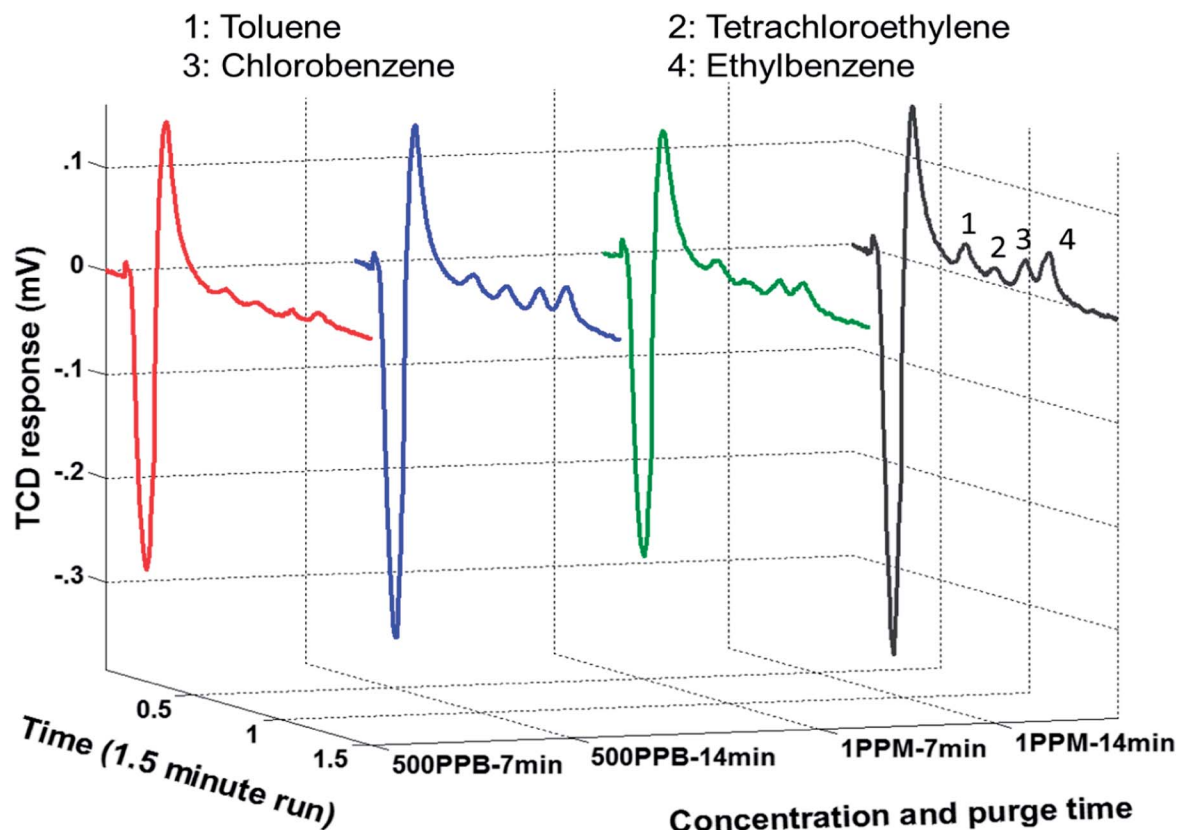 1: Toluene 2: Tetrachloroethylene
3: Chlorobenzene 4: Ethylbenzene
.1
0
-.1
-.2
-.3
TCD response (mV)
1 2 3 4
0.5
1
1.5
Time (1.5 minute run)
500PPB-7min 500PPB-14min 1PPM-7min 1PPM-14min
Concentration and purge time